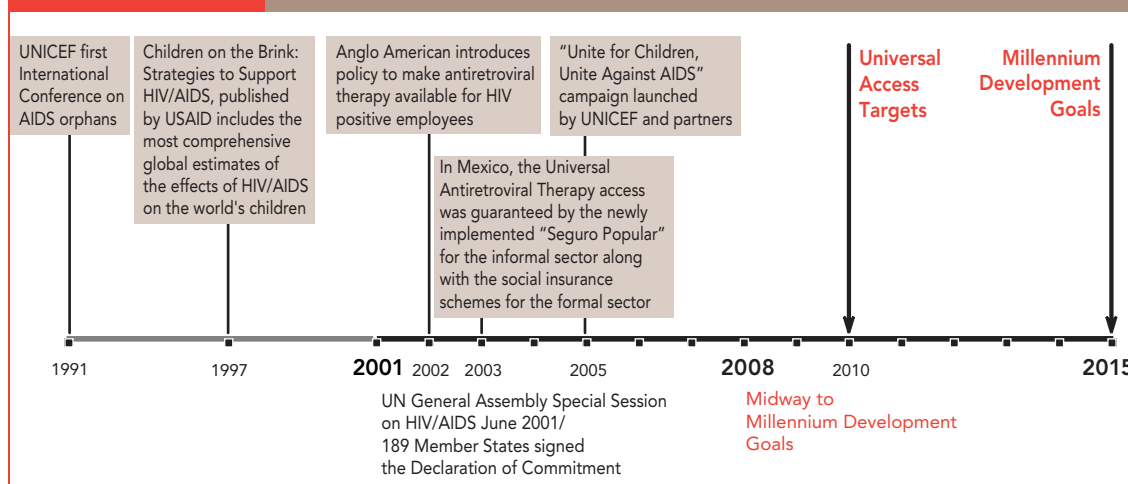 UNICEF first
International
Conference on
AIDS orphans
Children on the Brink:
Strategies to Support
HIV/AIDS, published
by USAID includes the
most comprehensive
global estimates of
the effects of HIV/AIDS
on the world's children
Anglo American introduces
policy to make antiretroviral
therapy available for HIV
positive employees
“Unite for Children,
Unite Against AIDS”
campaign launched
by UNICEF and partners
In Mexico, the Universal
Antiretroviral Therapy access
was guaranteed by the newly
implemented “Seguro Popular”
for the informal sector along
with the social insurance
schemes for the formal sector
Universal
Access
Targets
Millennium
Development
Goals
1991
1997
2001
2002
2003
2005
2008
2010
2015
UN General Assembly Special Session
on HIV/AIDS June 2001/
189 Member States signed
the Declaration of Commitment
Midway to
Millennium Development
Goals